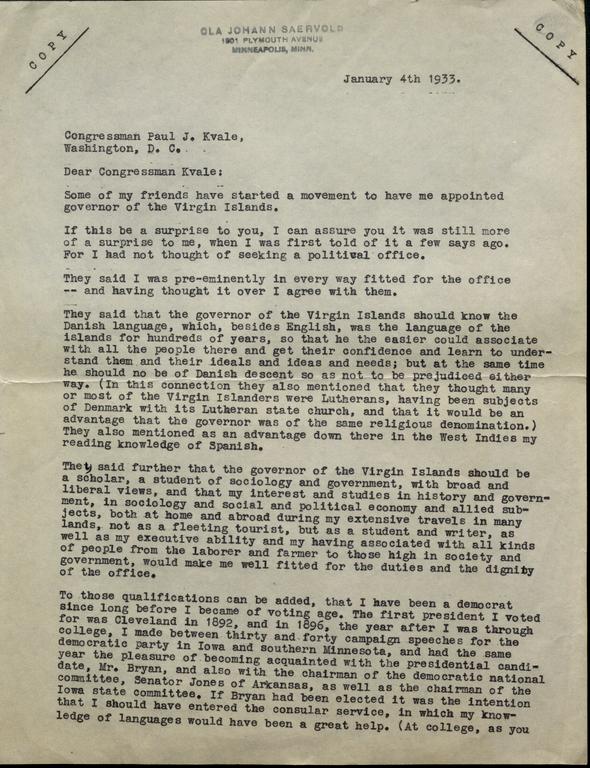 COPY
OLA JOHANN SAERVOLD
1901 PLYMOUTH AVENUE
MINNEAPOLIS, MINN.
COPY
January 4th 1933.
Congressman Paul J. Kvale,
Washington, D. C.
Dear Congressman Kvale:
Some of my friends have started a movement to have me appointed
governor of the Virgin Islands.
If this be a surprise to you, I can assure you it was still more
of a surprise to me, when I was first told of it a few says ago.
For I had not thought of seeking a politival office.
They said I was pre-eminently in every way fitted for the office
-- and having thought it over I agree with them.
They said that the governor of the Virgin Islands should know the
Danish language, which, besides English, was the language of the
islands for hundreds of years, so that he the easier could associate
with all the people there and get their confidence and learn to under-
stand them and their ideals and ideas and needs; but at the same time
he should no be of Danish descent so as not to be prejudiced either
way. (In this connection they also mentioned that they thought many
or most of the Virgin Islanders were Lutherans, having been subjects
of Denmark with its Lutheran state church, and that it would be an
advantage that the governor was of the same religious denomination.)
They also mentioned as an advantage down there in the West Indies my
reading knowledge of Spanish.
They said further that the governor of the Virgin Islands should be
a scholar, a student of sociology and government, with broad and
liberal views, and that my interest and studies in history and govern-
ment, in sociology and social and political economy and allied sub-
jects, both at home and abroad during my extensive travels in many
lands, not as a fleeting tourist, but as a student and writer, as
well as my executive ability and my having associated with all kinds
of people from the laborer and farmer to those high in society and
government, would make me well fitted for the duties and the dignity
of the office.
To those qualifications can be added, that I have been a democrat
since long before I became of voting age. The first president I voted
for was Cleveland in 1892, and in 1896, the year after I was through
college, I made between thirty and forty campaign speeches for the
democratic party in Iowa and southern Minnesota, and had the same
year the pleasure of becoming acquainted with the presidential candi-
date, Mr. Bryan, and also with the chairman of the democratic national
committee, Senator Jones of Arkansas, as well as the chairman of the
Iowa state committee. If Bryan had been elected it was the intention
that I should have entered the consular service, in which my know-
ledge of languages would have been a great help. (At college, as you